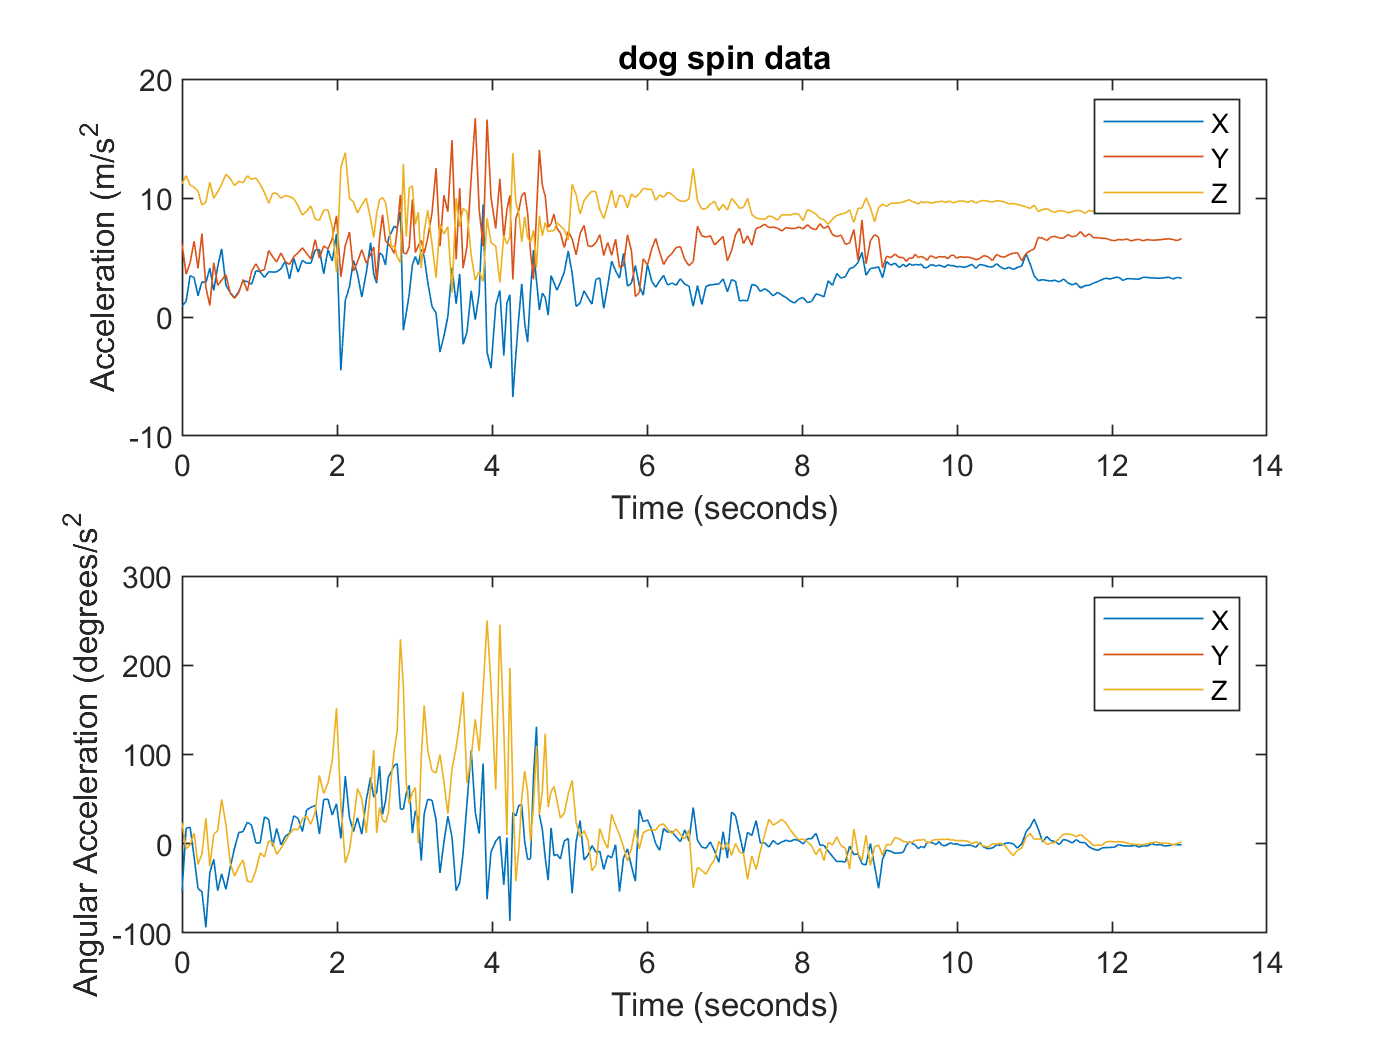 dog spin data
Acceleration (m/s²)
20
10
0
-10
X
Y
Z
0 2 4 6 8 10 12 14
Time (seconds)
Angular Acceleration (degrees/s²
300
200
100
0
-100
X
Y
Z
0 2 4 6 8 10 12 14
Time (seconds)